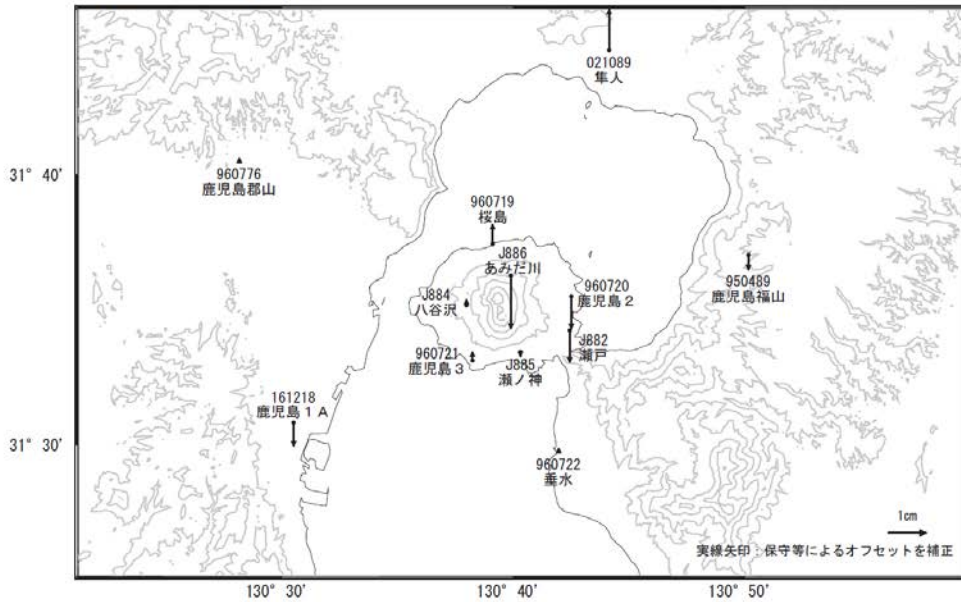 021089
隼人
31° 40'
960776
鹿児島郡山
960719
桜島
J886
あみだ川
960720
鹿児島２
950489
鹿児島福山
J884
八谷沢
J882
瀬戸
960721
鹿児島３
J885
瀬ノ神
161218
鹿児島１Ａ
31° 30'
960722
垂水
1cm
実線矢印：保守等によるオフセットを補正
130° 30'
130° 40'
130° 50'